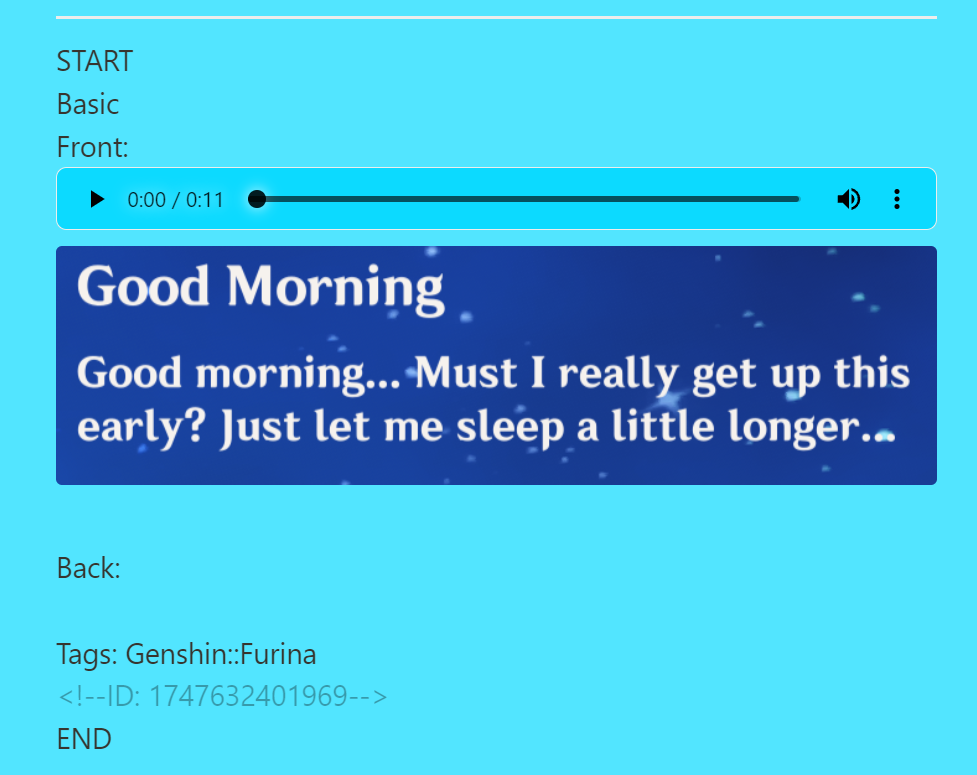 START
Basic
Front:
0:00 / 0:11
Good Morning
Good morning... Must I really get up this
early? Just let me sleep a little longer...
Back:
Tags: Genshin::Furina
<!--ID: 1747632401969-->
END